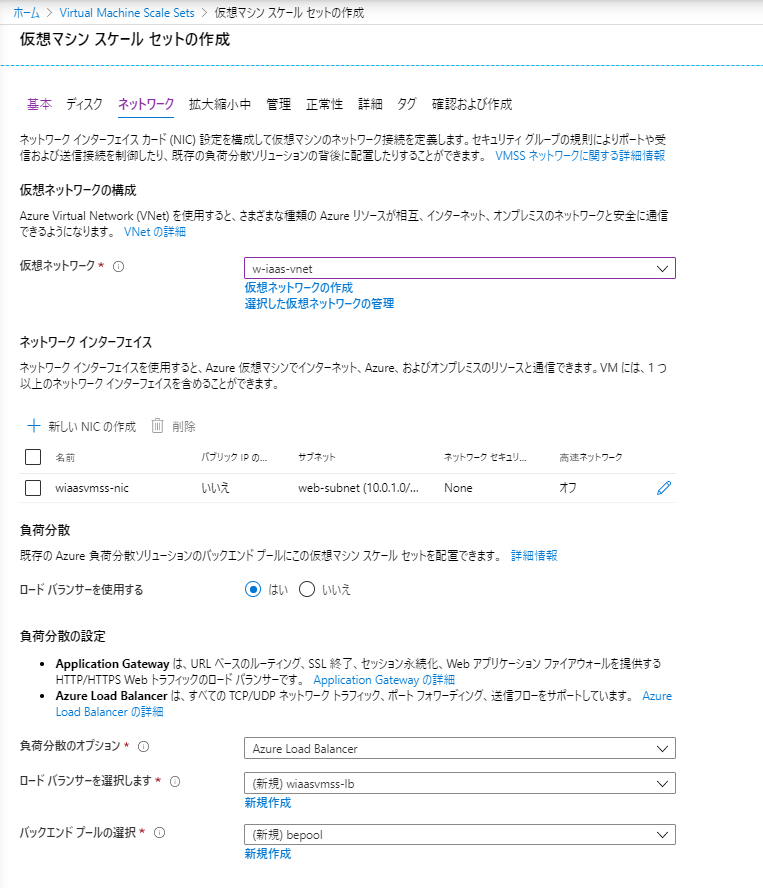 ホーム > Virtual Machine Scale Sets > 仮想マシン スケール セットの作成
仮想マシン スケール セットの作成
基本 ディスク ネットワーク 拡大縮小中 管理 正常性 詳細 タグ 確認および作成
ネットワーク インターフェイス カード (NIC) 設定を構成して仮想マシンのネットワーク接続を定義します。セキュリティ グループの規則によりポートや受
信および送信接続を制御したり、既存の負荷分散ソリューションの背後に配置したりすることができます。 VMSS ネットワークに関する詳細情報
仮想ネットワークの構成
Azure Virtual Network (VNet) を使用すると、さまざまな種類の Azure リソースが相互、インターネット、オンプレミスのネットワークと安全に通信
できるようになります。 VNet の詳細
仮想ネットワーク * w-iaas-vnet
仮想ネットワークの作成
選択した仮想ネットワークの管理
ネットワーク インターフェイス
ネットワーク インターフェイスを使用すると、Azure 仮想マシンでインターネット、Azure、およびオンプレミスのリソースと通信できます。VM には、1 つ
以上のネットワーク インターフェイスを含めることができます。
新しい NIC の作成 削除
名前 パブリック IP の... サブネット ネットワーク セキュリ... 高速ネットワーク
wiaasvmss-nic いいえ web-subnet (10.0.1.0/... None オフ
負荷分散
既存の Azure 負荷分散ソリューションのバックエンド プールにこの仮想マシン スケール セットを配置できます。 詳細情報
ロード バランサーを使用する はい いいえ
負荷分散の設定
• Application Gateway は、URL ベースのルーティング、SSL 終了、セッション永続化、Web アプリケーション ファイアウォールを提供する
HTTP/HTTPS Web トラフィックのロード バランサーです。 Application Gateway の詳細
• Azure Load Balancer は、すべての TCP/UDP ネットワーク トラフィック、ポート フォワーディング、送信フローをサポートしています。 Azure
Load Balancer の詳細
負荷分散のオプション * Azure Load Balancer
ロード バランサーを選択します * (新規) wiaasvmss-lb
新規作成
バックエンド プールの選択 * (新規) bepool
新規作成